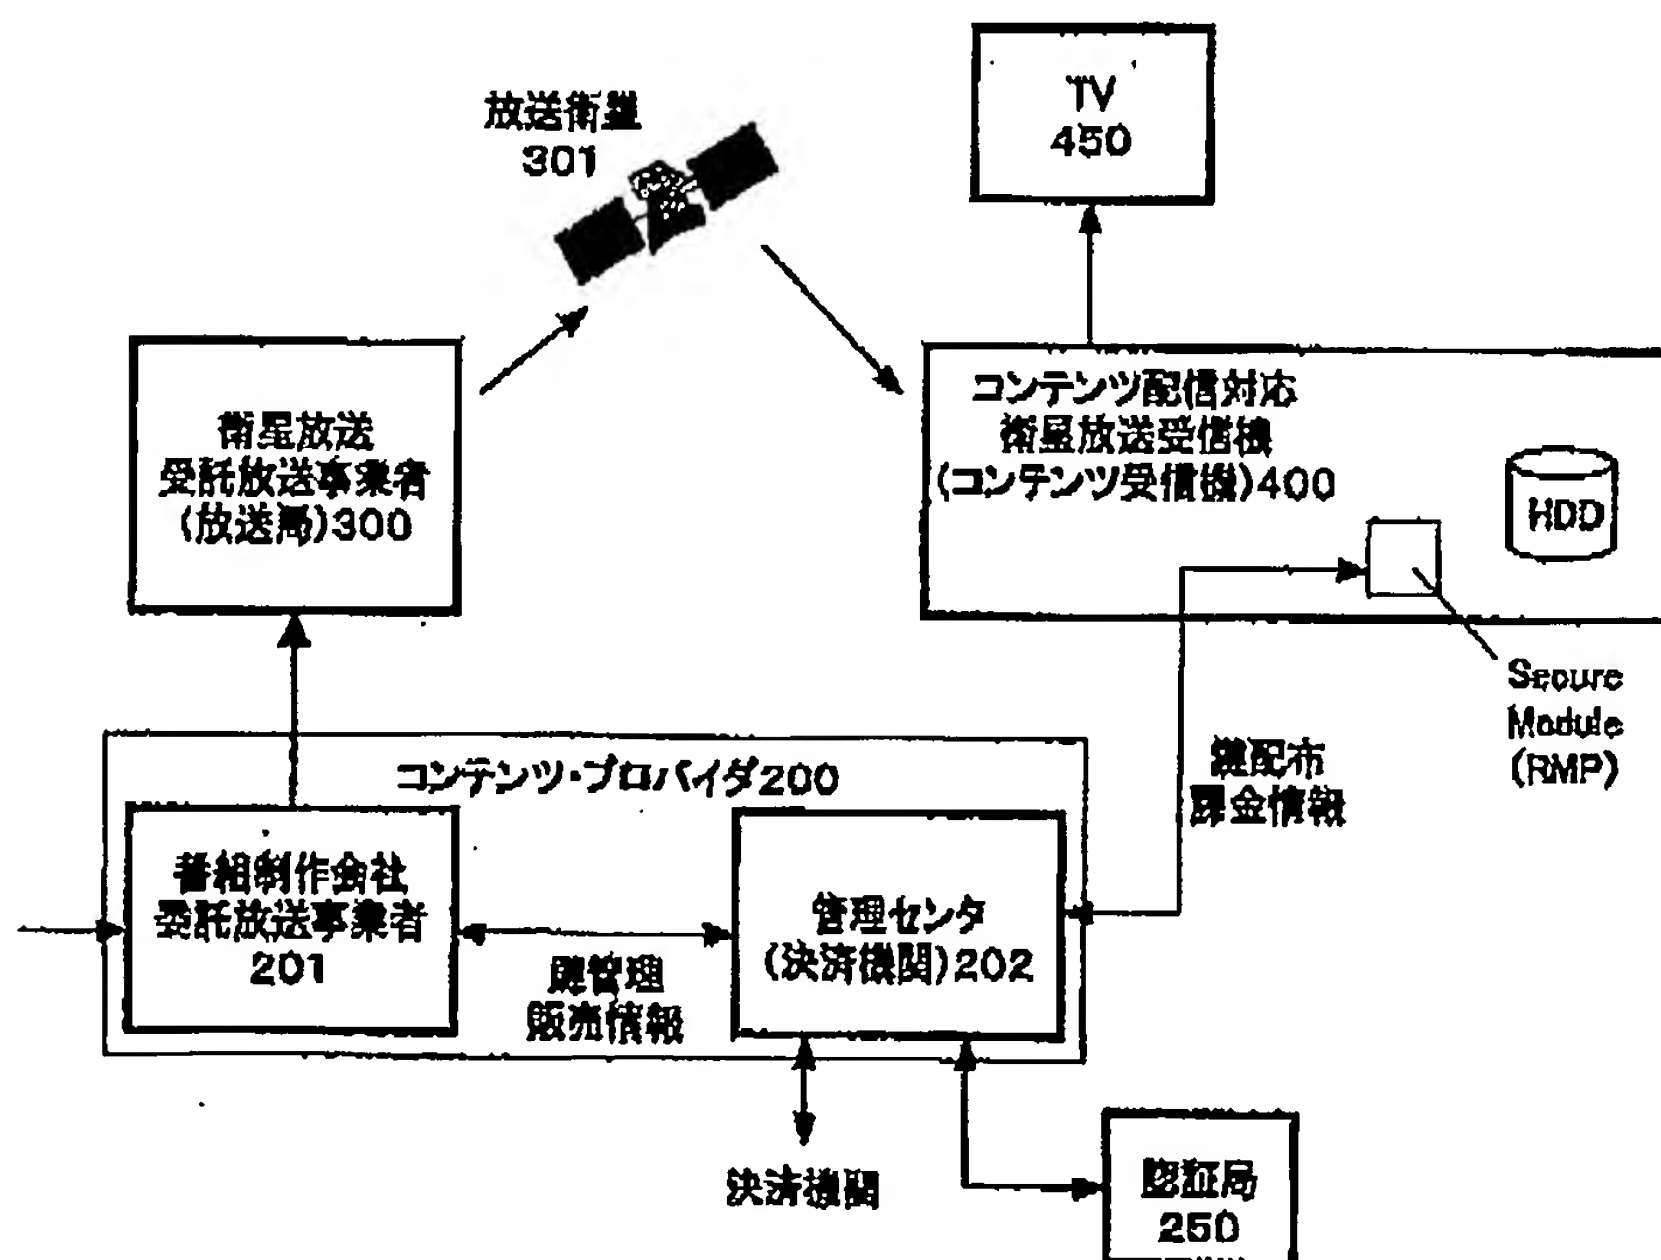 TV
450
放送衛星
301
コンテンツ配信対応
衛星放送受信機
(コンテンツ受信機)400
HDD
衛星放送
受託放送事業者
(放送局)300
Secure
Module
(RMP)
鍵配布
課金情報
コンテンツ・プロバイダ200
番組制作会社
委託放送事業者
201
管理センタ
(決済機関)202
鍵管理
販売情報
決済機関
認証局
250